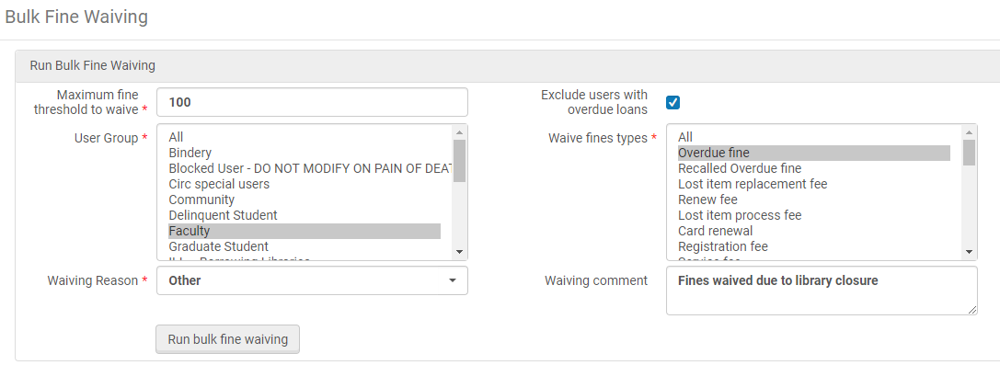 Bulk Fine Waiving
Run Bulk Fine Waiving
Maximum fine
threshold to waive *
100
Exclude users with
overdue loans
User Group *
All
Bindery
Blocked User - DO NOT MODIFY ON PAIN OF DEAT
Circ special users
Community
Delinquent Student
Faculty
Graduate Student
Waive fines types *
All
Overdue fine
Recalled Overdue fine
Lost item replacement fee
Renew fee
Lost item process fee
Card renewal
Registration fee
Waiving Reason *
Other
Waiving comment
Fines waived due to library closure
Run bulk fine waiving